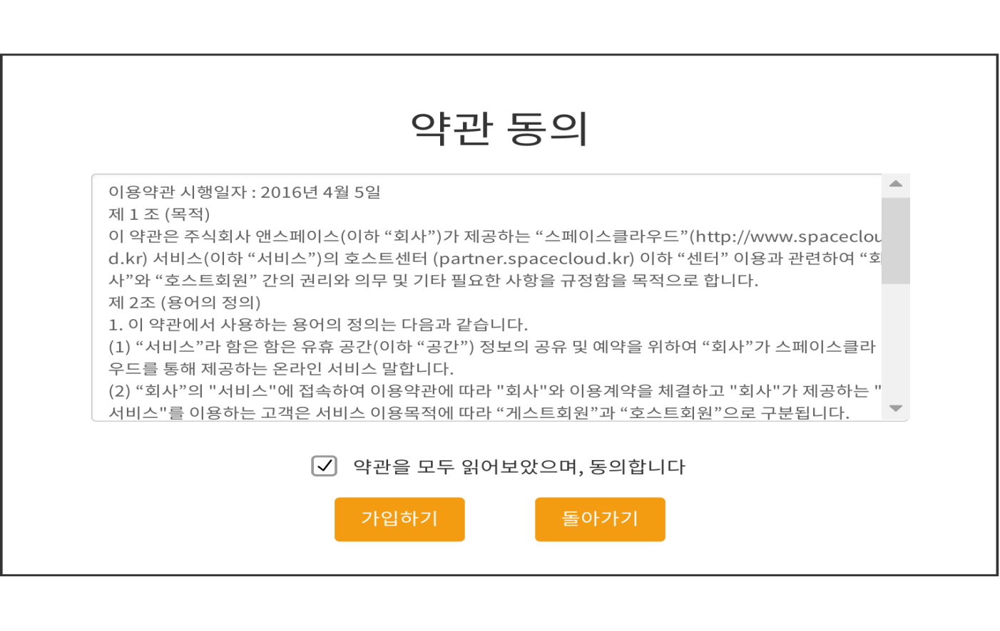 약관 동의
이용약관 시행일자 : 2016년 4월 5일
제 1 조 (목적)
이 약관은 주식회사 앤스페이스(이하 “회사”)가 제공하는 “스페이스클라우드”(http://www.spaceclou
d.kr) 서비스(이하 “서비스”)의 호스트센터 (partner.spacecloud.kr) 이하 “센터” 이용과 관련하여 “회
사”와 “호스트회원” 간의 권리와 의무 및 기타 필요한 사항을 규정함을 목적으로 합니다.
제 2조 (용어의 정의)
1. 이 약관에서 사용하는 용어의 정의는 다음과 같습니다.
(1) “서비스”라 함은 함은 유휴 공간(이하 “공간”) 정보의 공유 및 예약을 위하여 “회사”가 스페이스클라
우드를 통해 제공하는 온라인 서비스 말합니다.
(2) “회사”의 "서비스"에 접속하여 이용약관에 따라 "회사"와 이용계약을 체결하고 "회사"가 제공하는 "
서비스"를 이용하는 고객은 서비스 이용목적에 따라 “게스트회원”과 “호스트회원”으로 구분됩니다.
약관을 모두 읽어보았으며, 동의합니다
가입하기 돌아가기